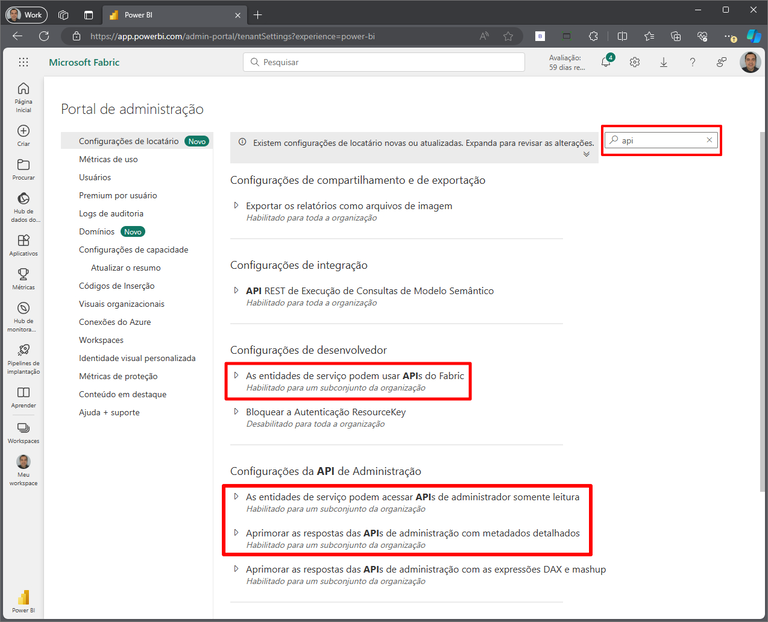 Work
Power BI
https://app.powerbi.com/admin-portal/tenantSettings?experience=power-bi
Microsoft Fabric
Pesquisar
Avaliação:
59 dias re...
4
Página
inicial
Criar
Procurar
Hub de
dados do...
Aplicativos
Métricas
Hub de
monitora...
Pipelines de
implantação
Aprender
Workspaces
Meu
workspace
Power BI
Portal de administração
Configurações de locatário Novo
Métricas de uso
Usuários
Premium por usuário
Logs de auditoria
Domínios Novo
Configurações de capacidade
Atualizar o resumo
Códigos de Inserção
Visuais organizacionais
Conexões do Azure
Workspaces
Identidade visual personalizada
Métricas de proteção
Conteúdo em destaque
Ajuda + suporte
Existem configurações de locatário novas ou atualizadas. Expanda para revisar as alterações.
api
Configurações de compartilhamento e de exportação
Exportar os relatórios como arquivos de imagem
Habilitado para toda a organização
Configurações de integração
API REST de Execução de Consultas de Modelo Semântico
Habilitado para toda a organização
Configurações de desenvolvedor
As entidades de serviço podem usar APIs do Fabric
Habilitado para um subconjunto da organização
Bloquear a Autenticação ResourceKey
Desabilitado para toda a organização
Configurações da API de Administração
As entidades de serviço podem acessar APIs de administrador somente leitura
Habilitado para um subconjunto da organização
Aprimorar as respostas das APIs de administração com metadados detalhados
Habilitado para um subconjunto da organização
Aprimorar as respostas das APIs de administração com as expressões DAX e mashup
Habilitado para um subconjunto da organização